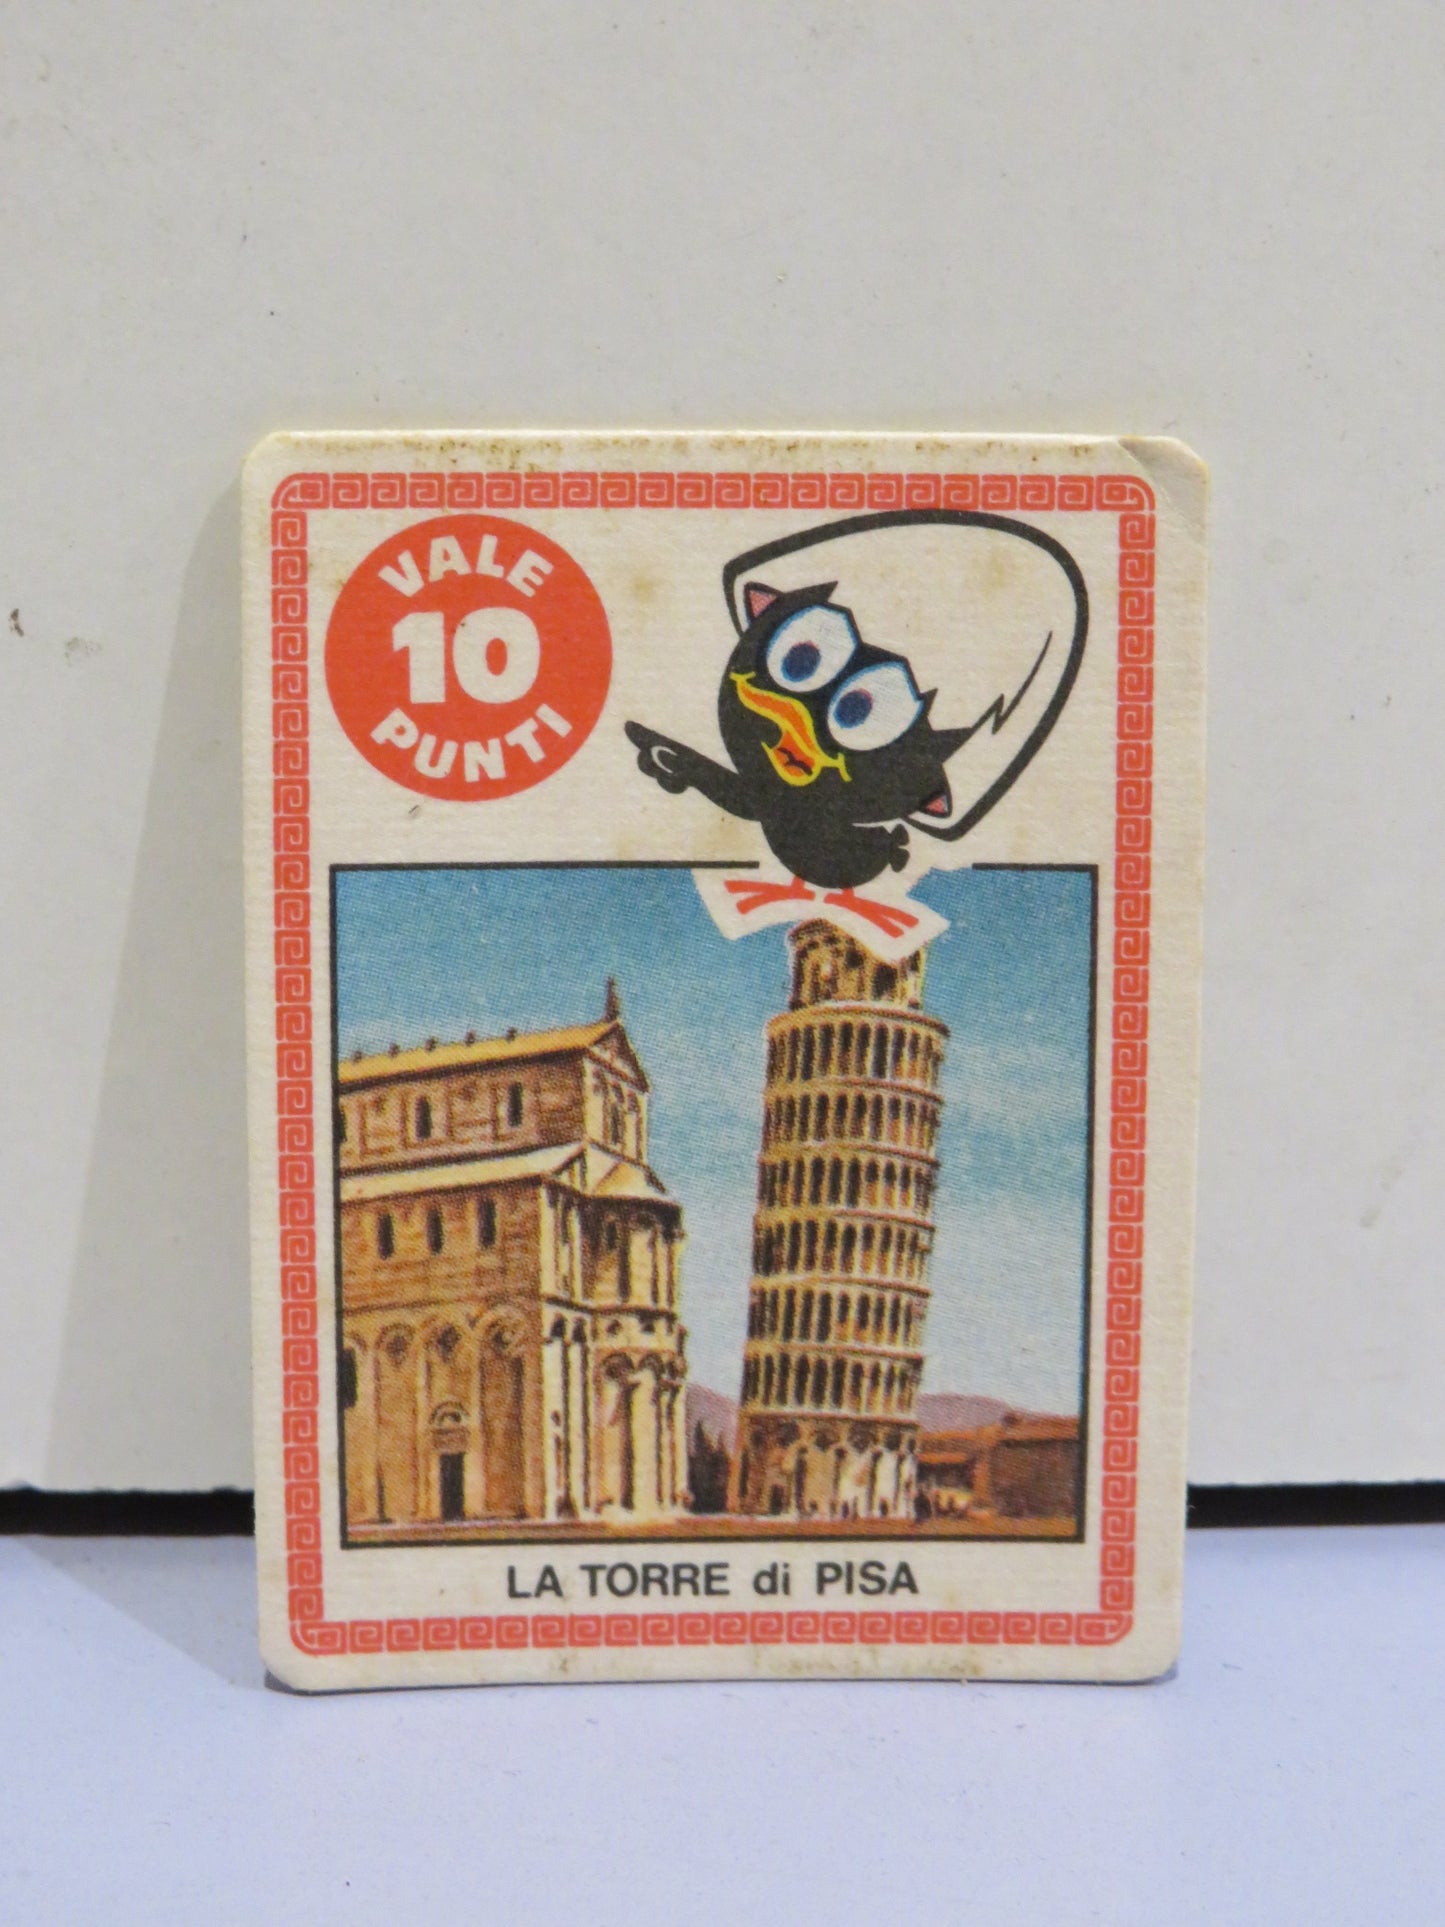 VALE
10
PUNTI
LA TORRE di PISA